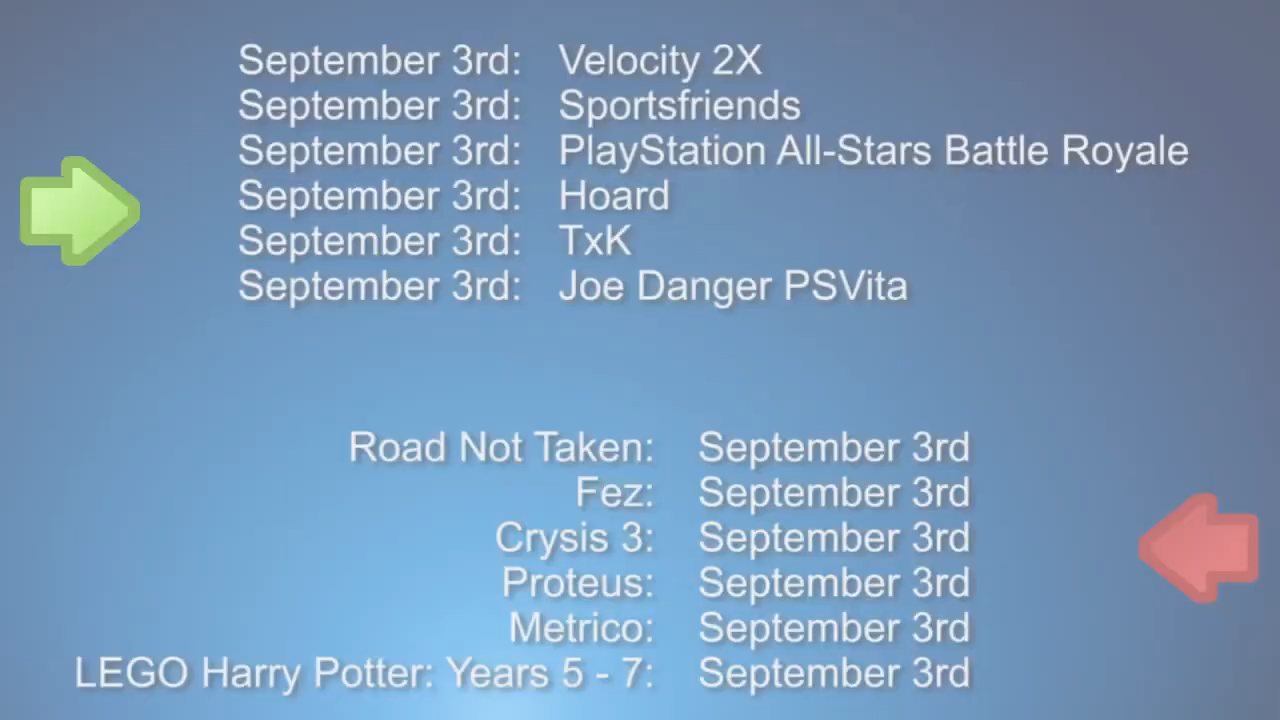 September 3rd: Velocity 2X
September 3rd: Sportsfriends
September 3rd: PlayStation All-Stars Battle Royale
September 3rd: Hoard
September 3rd: TxK
September 3rd: Joe Danger PSVita
Road Not Taken: September 3rd
Fez: September 3rd
Crysis 3: September 3rd
Proteus: September 3rd
Metrico: September 3rd
LEGO Harry Potter: Years 5 - 7: September 3rd